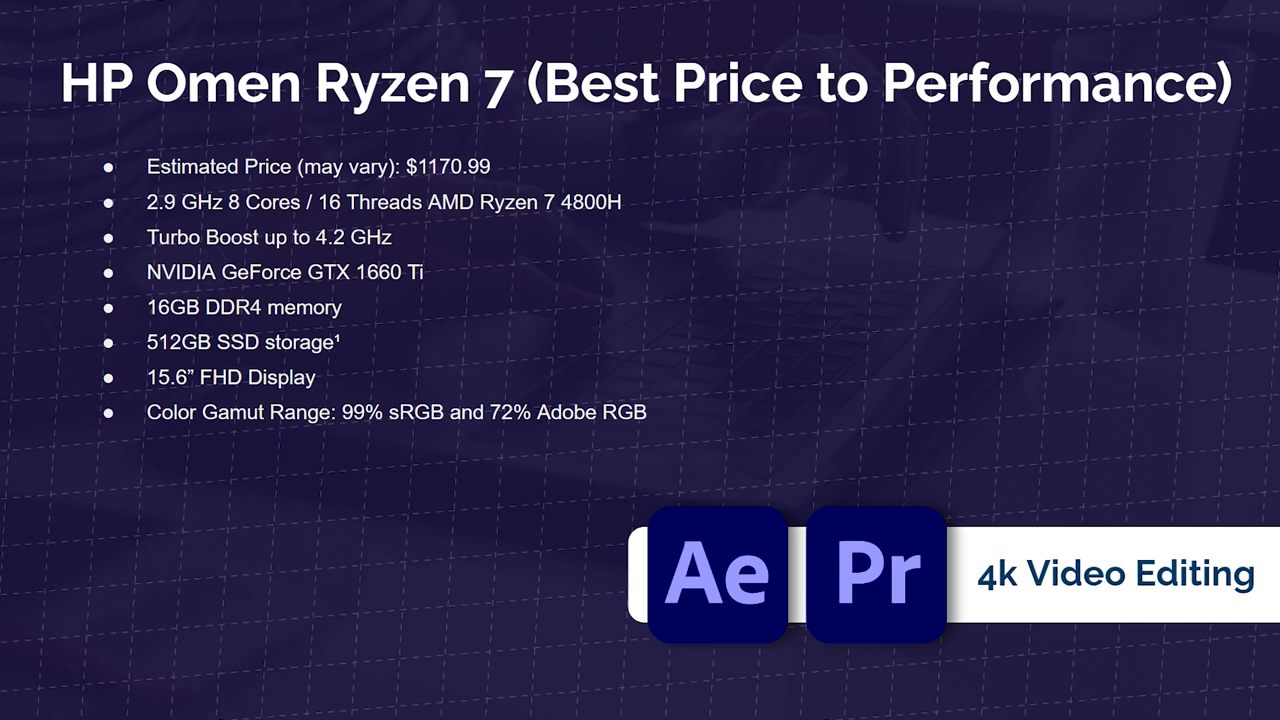 HP Omen Ryzen 7 (Best Price to Performance)
● Estimated Price (may vary): $1170.99
● 2.9 GHz 8 Cores / 16 Threads AMD Ryzen 7 4800H
● Turbo Boost up to 4.2 GHz
● NVIDIA GeForce GTX 1660 Ti
● 16GB DDR4 memory
● 512GB SSD storage¹
● 15.6” FHD Display
● Color Gamut Range: 99% sRGB and 72% Adobe RGB
Ae Pr 4k Video Editing